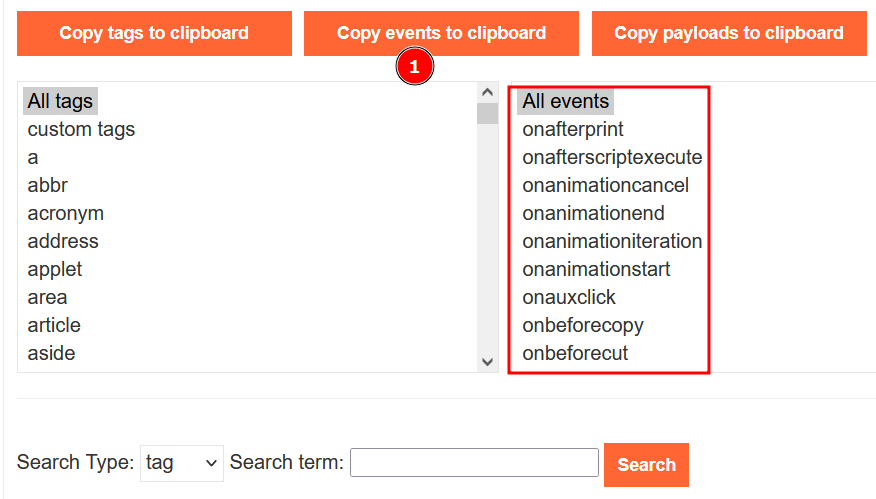 Copy tags to clipboard
Copy events to clipboard
Copy payloads to clipboard
1
All tags
custom tags
a
abbr
acronym
address
applet
area
article
aside
All events
onafterprint
onafterscriptexecute
onanimationcancel
onanimationend
onanimationiteration
onanimationstart
onauxclick
onbeforecopy
onbeforecut
Search Type: tag Search term: Search